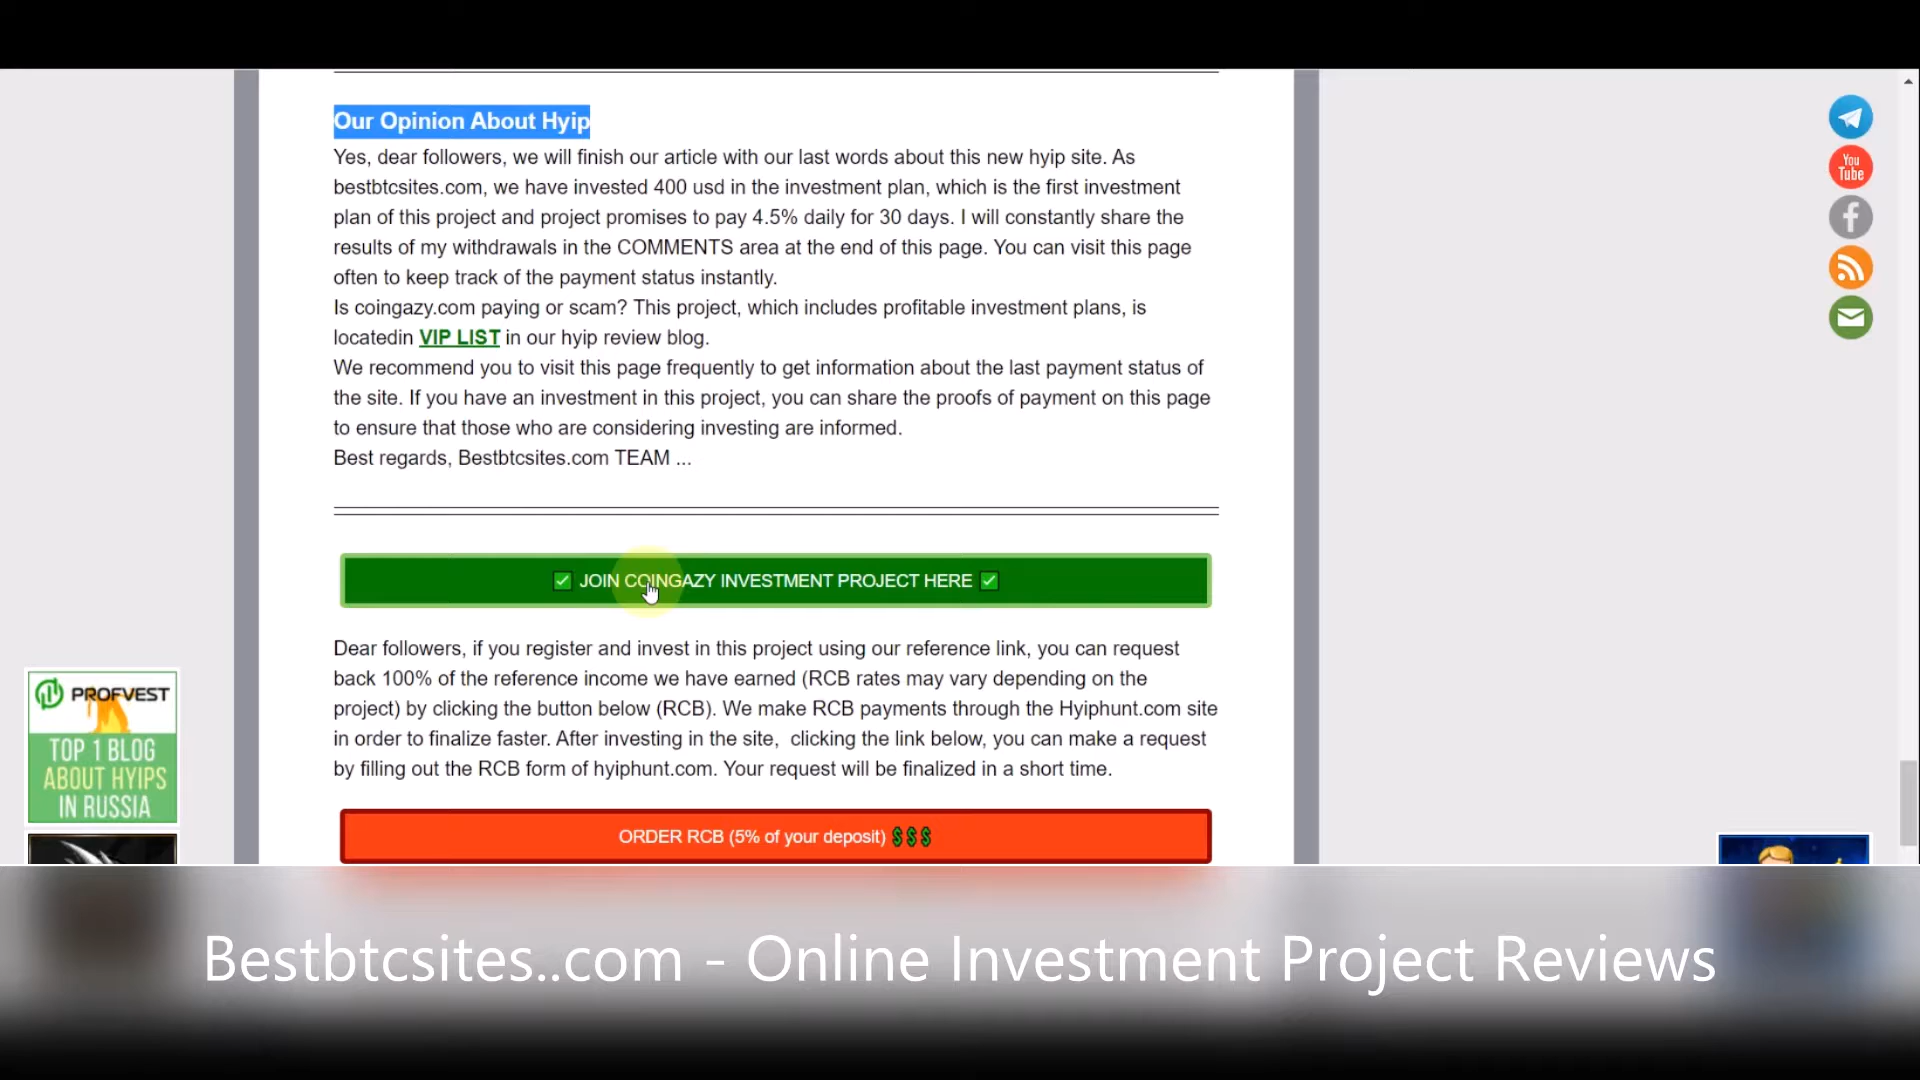 Our Opinion About Hyip
Yes, dear followers, we will finish our article with our last words about this new hyip site. As
bestbtcsites.com, we have invested 400 usd in the investment plan, which is the first investment
plan of this project and project promises to pay 4.5% daily for 30 days. I will constantly share the
results of my withdrawals in the COMMENTS area at the end of this page. You can visit this page
often to keep track of the payment status instantly.
Is coingazy.com paying or scam? This project, which includes profitable investment plans, is
locatedin VIP LIST in our hyip review blog.
We recommend you to visit this page frequently to get information about the last payment status of
the site. If you have an investment in this project, you can share the proofs of payment on this page
to ensure that those who are considering investing are informed.
Best regards, Bestbtcsites.com TEAM ...
JOIN COINGAZY INVESTMENT PROJECT HERE
Dear followers, if you register and invest in this project using our reference link, you can request
back 100% of the reference income we have earned (RCB rates may vary depending on the
project) by clicking the button below (RCB). We make RCB payments through the Hyiphunt.com site
in order to finalize faster. After investing in the site,  clicking the link below, you can make a request
by filling out the RCB form of hyiphunt.com. Your request will be finalized in a short time.
ORDER RCB (5% of your deposit) $ $ $
PROFVEST
TOP 1 BLOG
ABOUT HYIPS
IN RUSSIA
You
Tube
Bestbtcsites..com - Online Investment Project Reviews